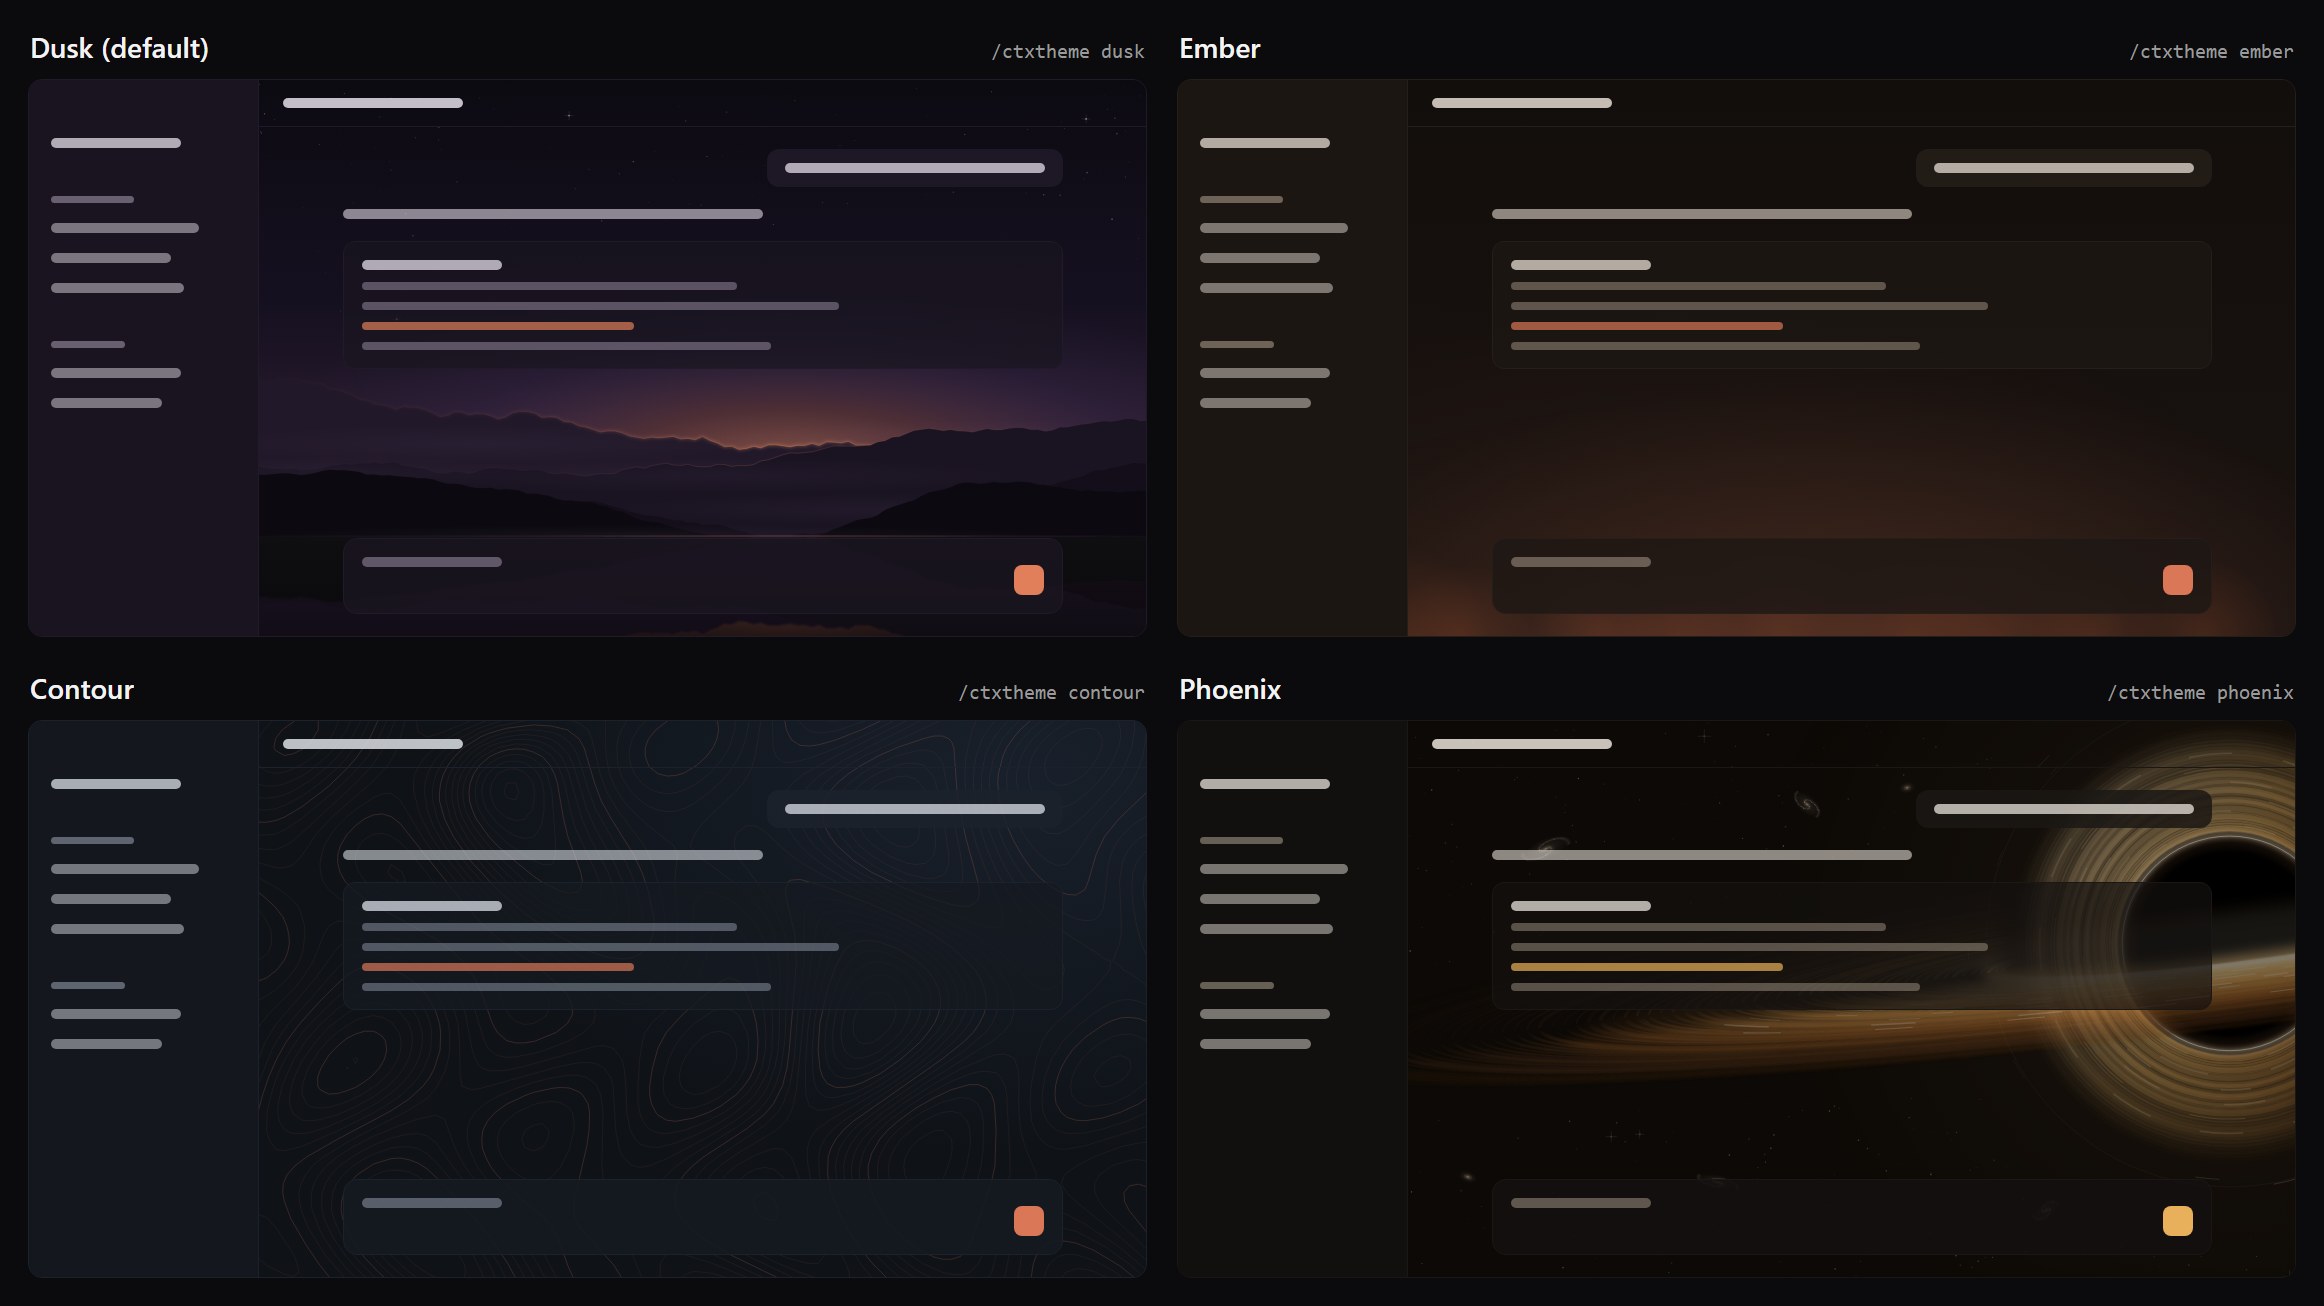 Dusk (default)
/ctxtheme dusk
Ember
/ctxtheme ember
Contour
/ctxtheme contour
Phoenix
/ctxtheme phoenix